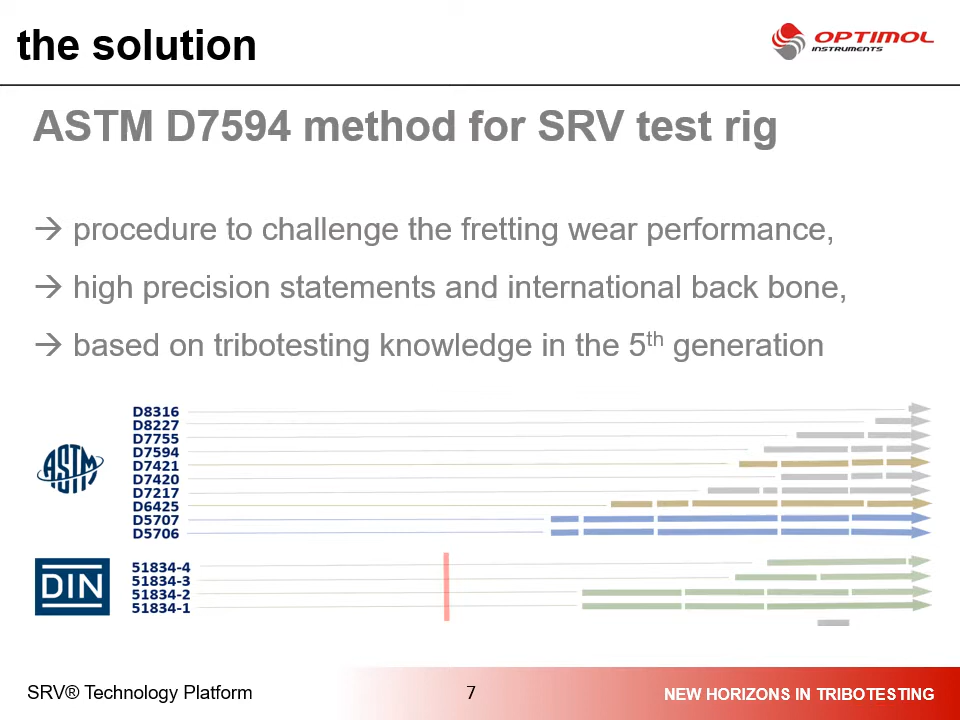 the solution
OPTIMOL
INSTRUMENTS
ASTM D7594 method for SRV test rig
→ procedure to challenge the fretting wear performance,
→ high precision statements and international back bone,
→ based on tribotesting knowledge in the 5th generation
D8316
D8227
D7755
D7594
ASTM
D7421
D7420
D7217
D6425
D5707
D5706
DIN
51834-4
51834-3
51834-2
51834-1
SRV® Technology Platform
7
NEW HORIZONS IN TRIBOTESTING